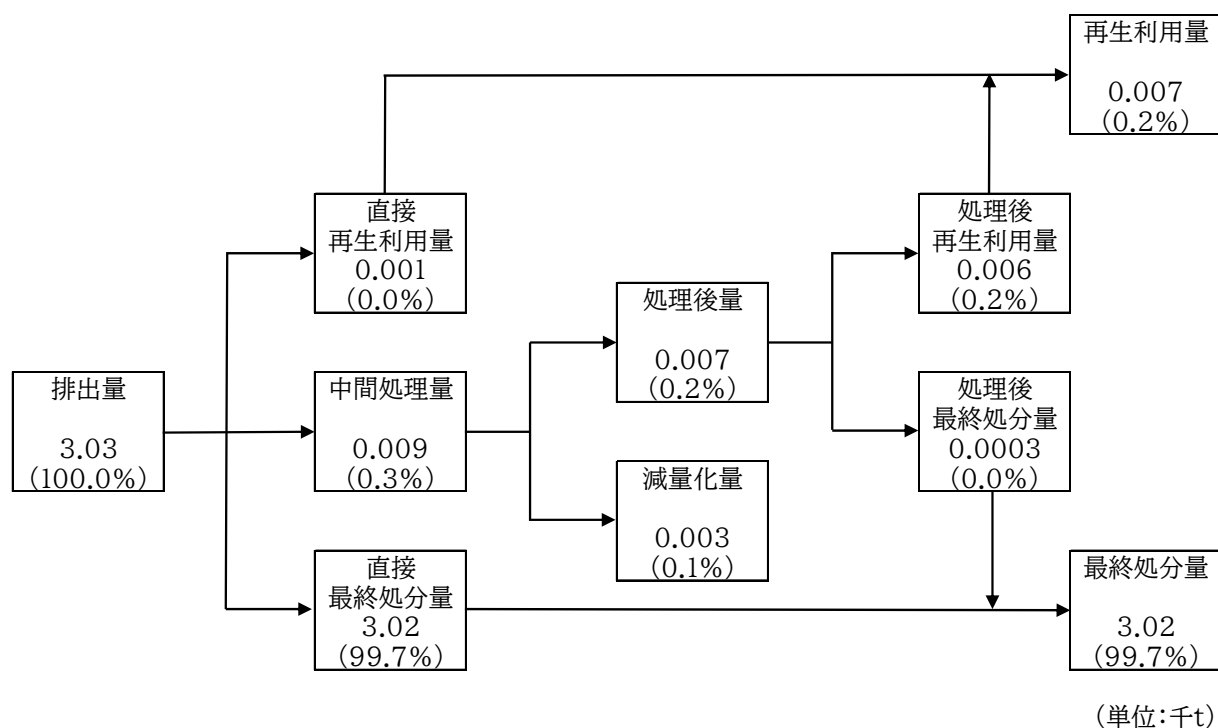 再生利用量
0.007
(0.2%)
直接
再生利用量
0.001
(0.0%)
処理後
再生利用量
0.006
(0.2%)
処理後量
0.007
(0.2%)
排出量
3.03
(100.0%)
中間処理量
0.009
(0.3%)
処理後
最終処分量
0.0003
(0.0%)
減量化量
0.003
(0.1%)
直接
最終処分量
3.02
(99.7%)
最終処分量
3.02
(99.7%)
(単位:千t)